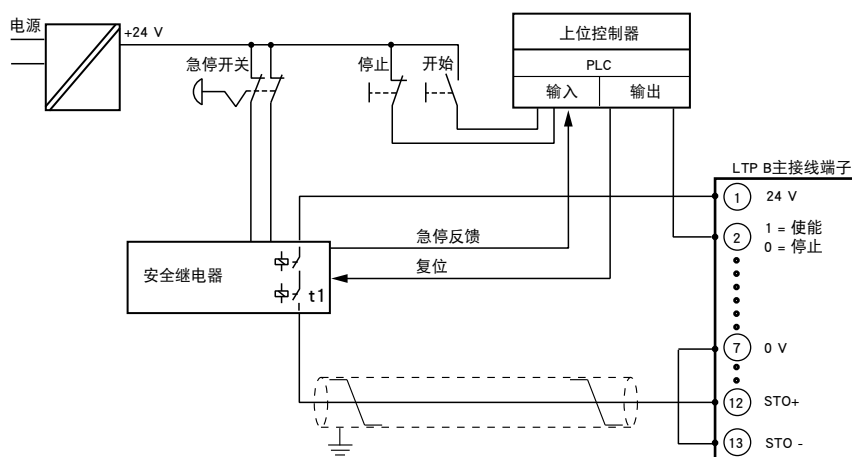 电源
+24 V
上位控制器
PLC
输入
输出
急停开关
停止
开始
LTP B主接线端子
1
24 V
2
1 = 使能
0 = 停止
急停反馈
复位
安全继电器
t1
7
0 V
12
STO+
13
STO -